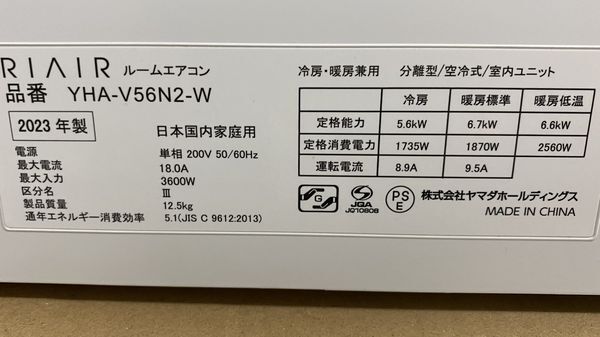 RIAIR ルームエアコン
品番 YHA-V56N2-W
2023 年製 日本国内家庭用
電源 単相 200V 50/60Hz
最大電流 18.0A
最大入力 3600W
区分名 Ⅲ
製品質量 12.5kg
通年エネルギー消費効率 5.1(JIS C 9612:2013)
冷房・暖房兼用 分離型/空冷式/室内ユニット
冷房 暖房標準 暖房低温
定格能力 5.6kW 6.7kW 6.6kW
定格消費電力 1735W 1870W 2560W
運転電流 8.9A 9.5A
G
JQA
JQ1080B
PS
E
株式会社ヤマダホールディングス
MADE IN CHINA